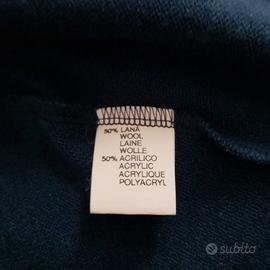 50% LANA
WOOL
LAINE
WOLLE
50% ACRILICO
ACRYLIC
ACRYLIQUE
POLYACRYL
subito